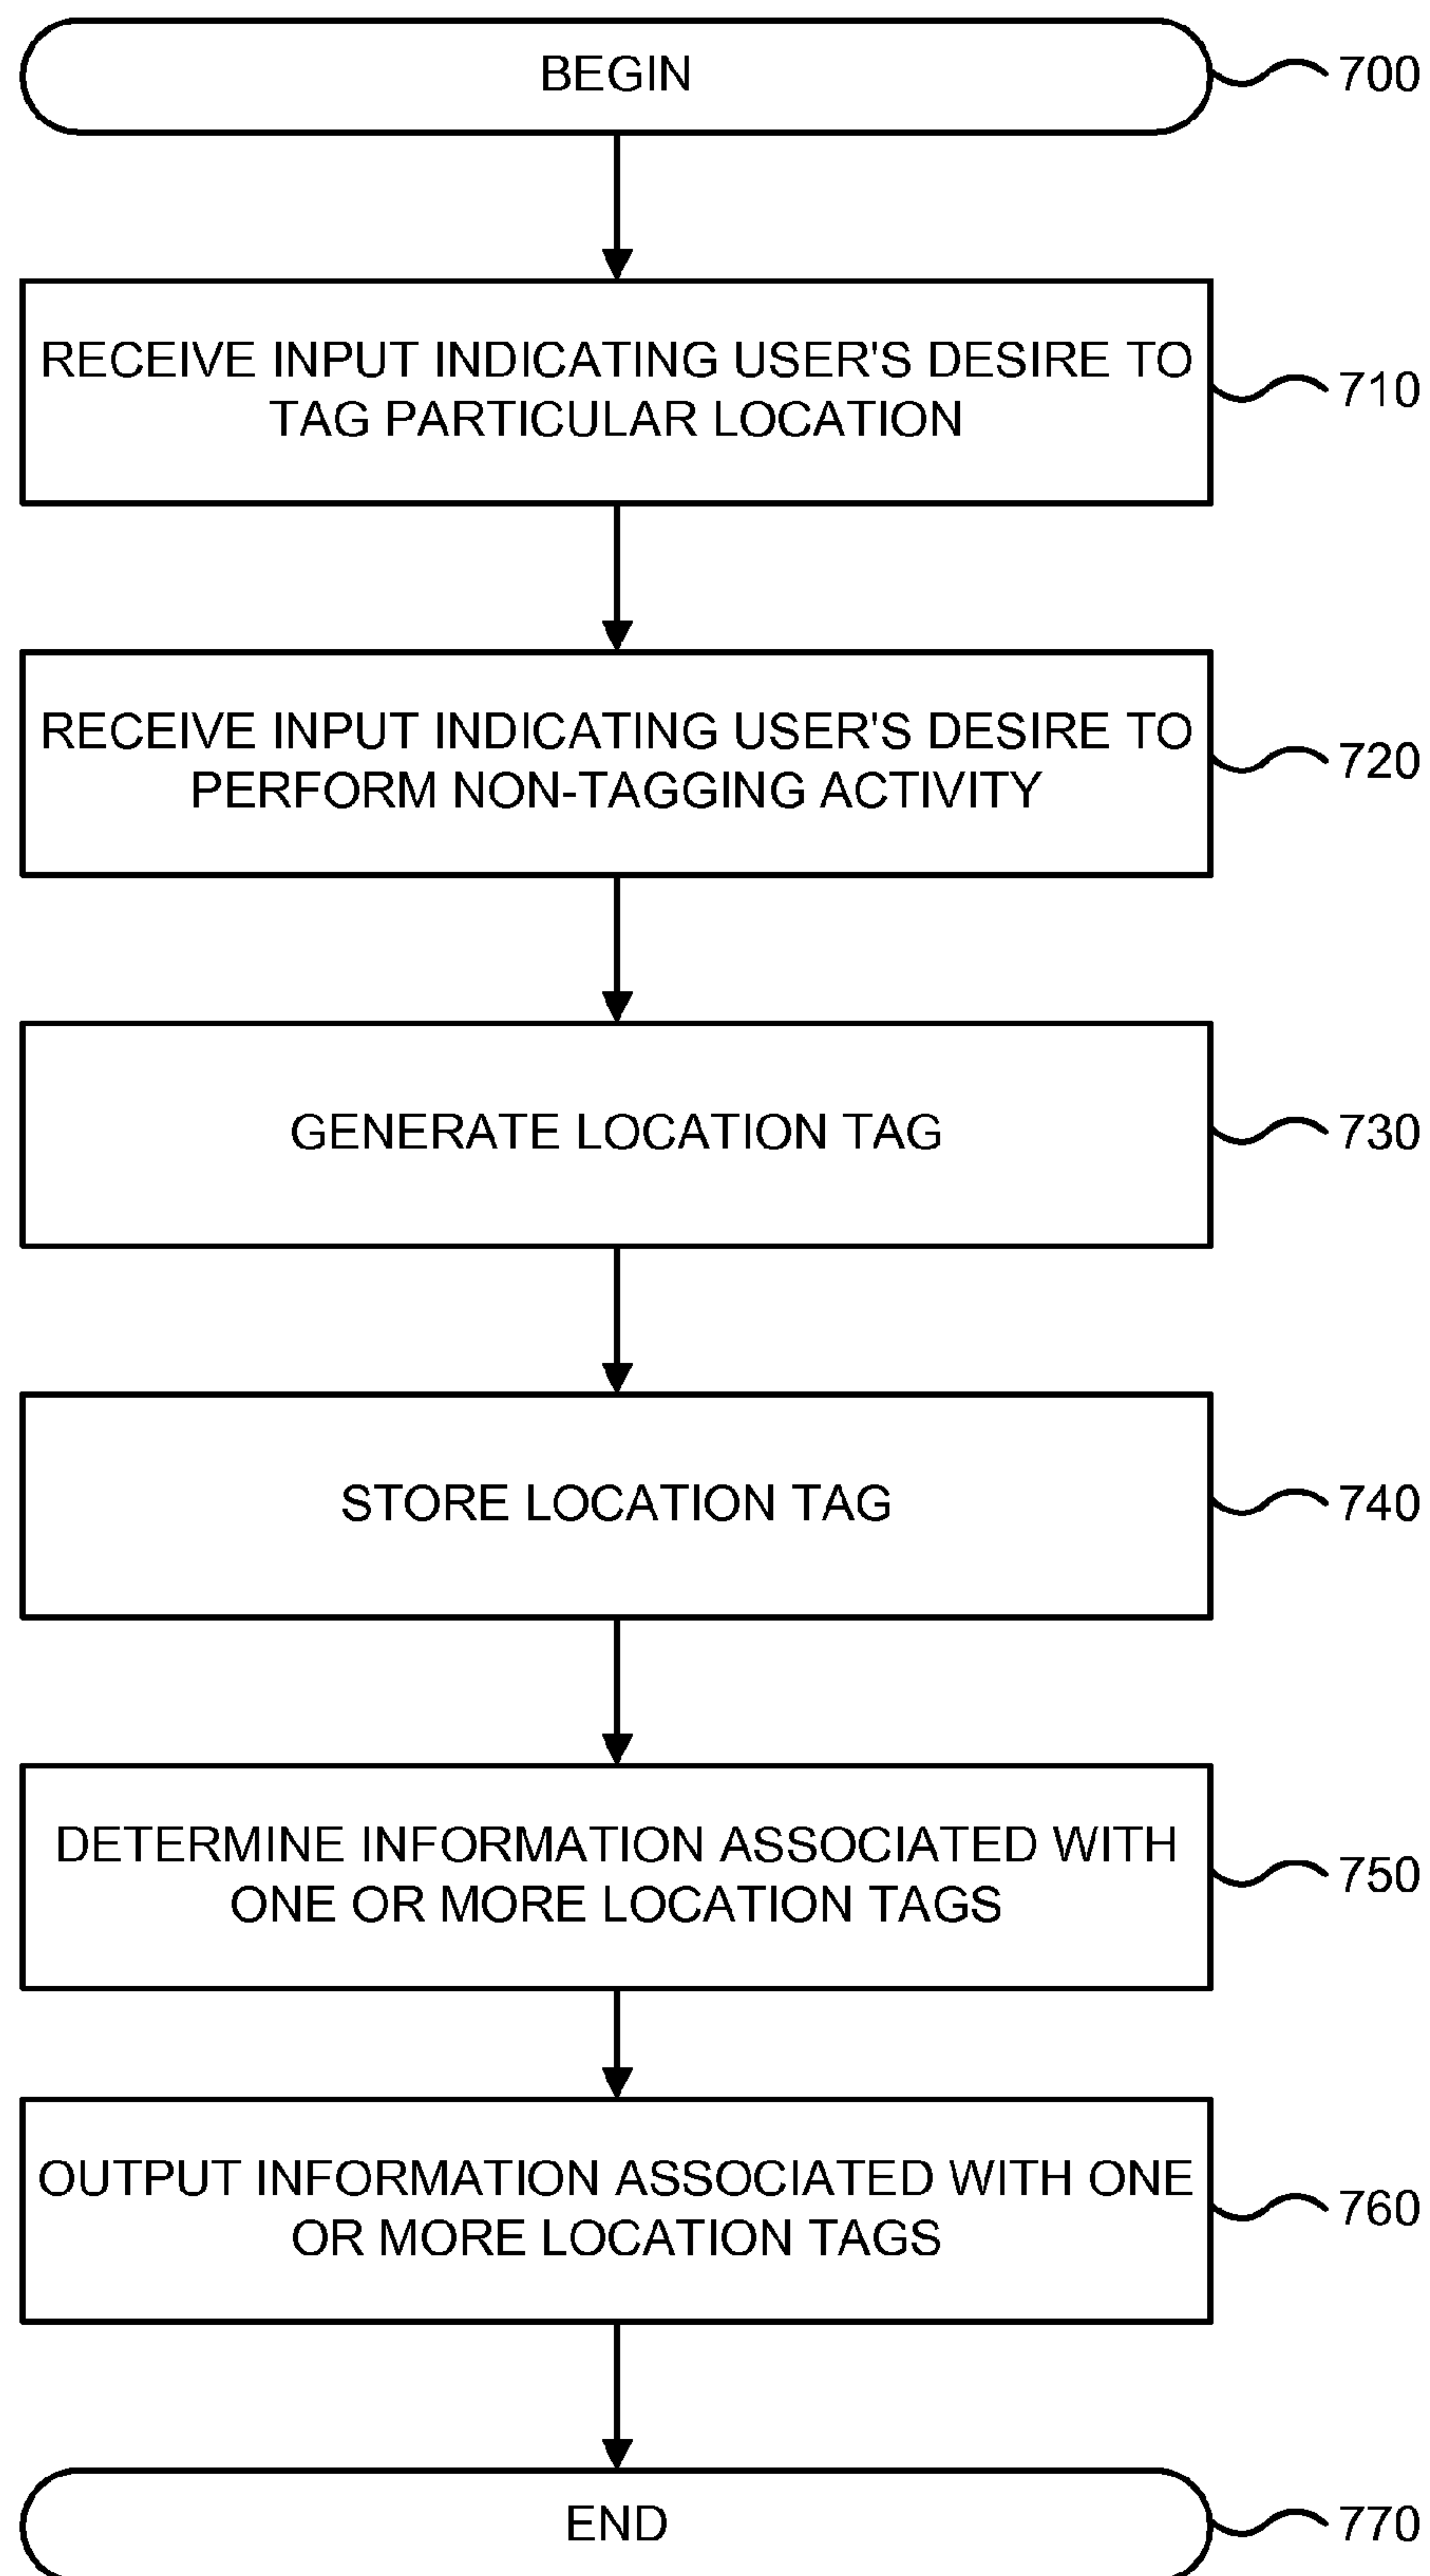 BEGIN
700
RECEIVE INPUT INDICATING USER'S DESIRE TO
TAG PARTICULAR LOCATION
710
RECEIVE INPUT INDICATING USER'S DESIRE TO
PERFORM NON-TAGGING ACTIVITY
720
GENERATE LOCATION TAG
730
STORE LOCATION TAG
740
DETERMINE INFORMATION ASSOCIATED WITH
ONE OR MORE LOCATION TAGS
750
OUTPUT INFORMATION ASSOCIATED WITH ONE
OR MORE LOCATION TAGS
760
END
770